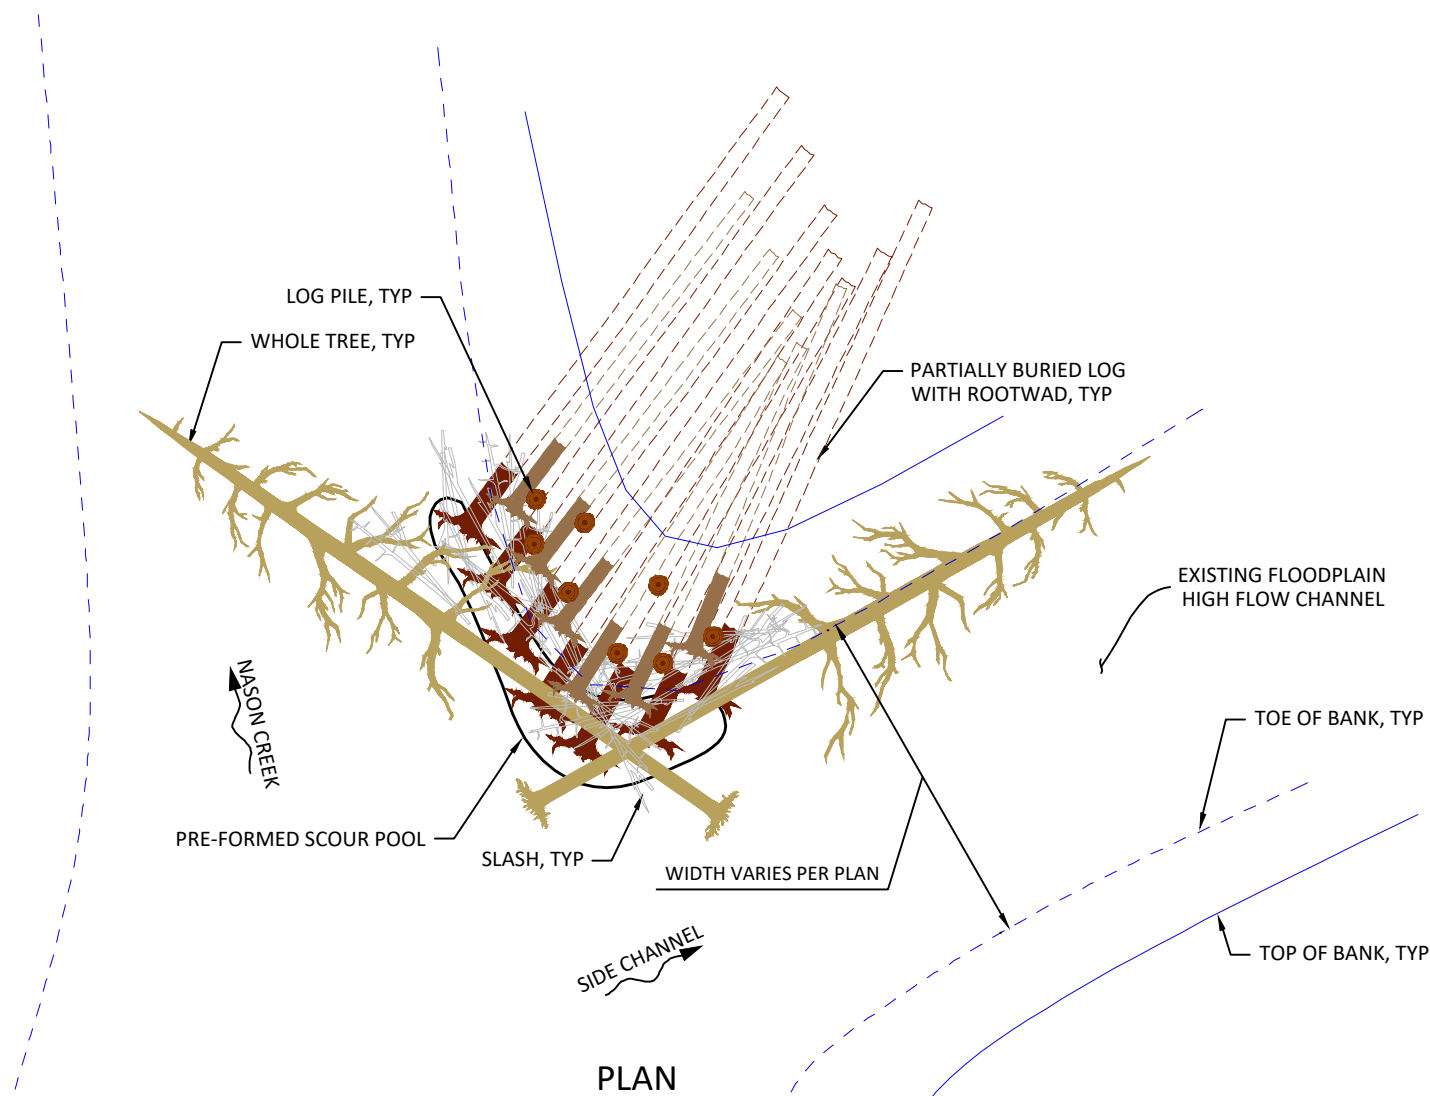 LOG PILE, TYP
WHOLE TREE, TYP
PARTIALLY BURIED LOG
WITH ROOTWAD, TYP
EXISTING FLOODPLAIN
HIGH FLOW CHANNEL
NASON CREEK
TOE OF BANK, TYP
PRE-FORMED SCOUR POOL
SLASH, TYP
WIDTH VARIES PER PLAN
SIDE CHANNEL
TOP OF BANK, TYP
PLAN